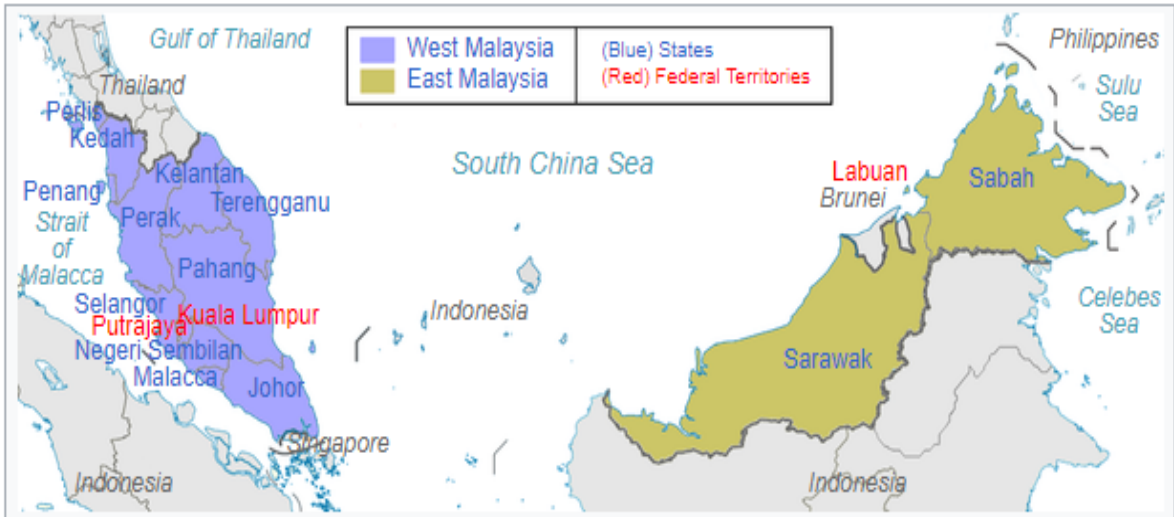 Gulf of Thailand
West Malaysia
East Malaysia
(Blue) States
(Red) Federal Territories
Philippines
Sulu
Sea
Thailand
Perlis
Kedah
Kelantan
Penang
Terengganu
Perak
Strait
of
Malacca
Pahang
Selangor
Kuala Lumpur
Putrajaya
Negeri Sembilan
Malacca
Johor
Singapore
Indonesia
South China Sea
Indonesia
Labuan
Brunei
Sabah
Celebes
Sea
Sarawak
Indonesia